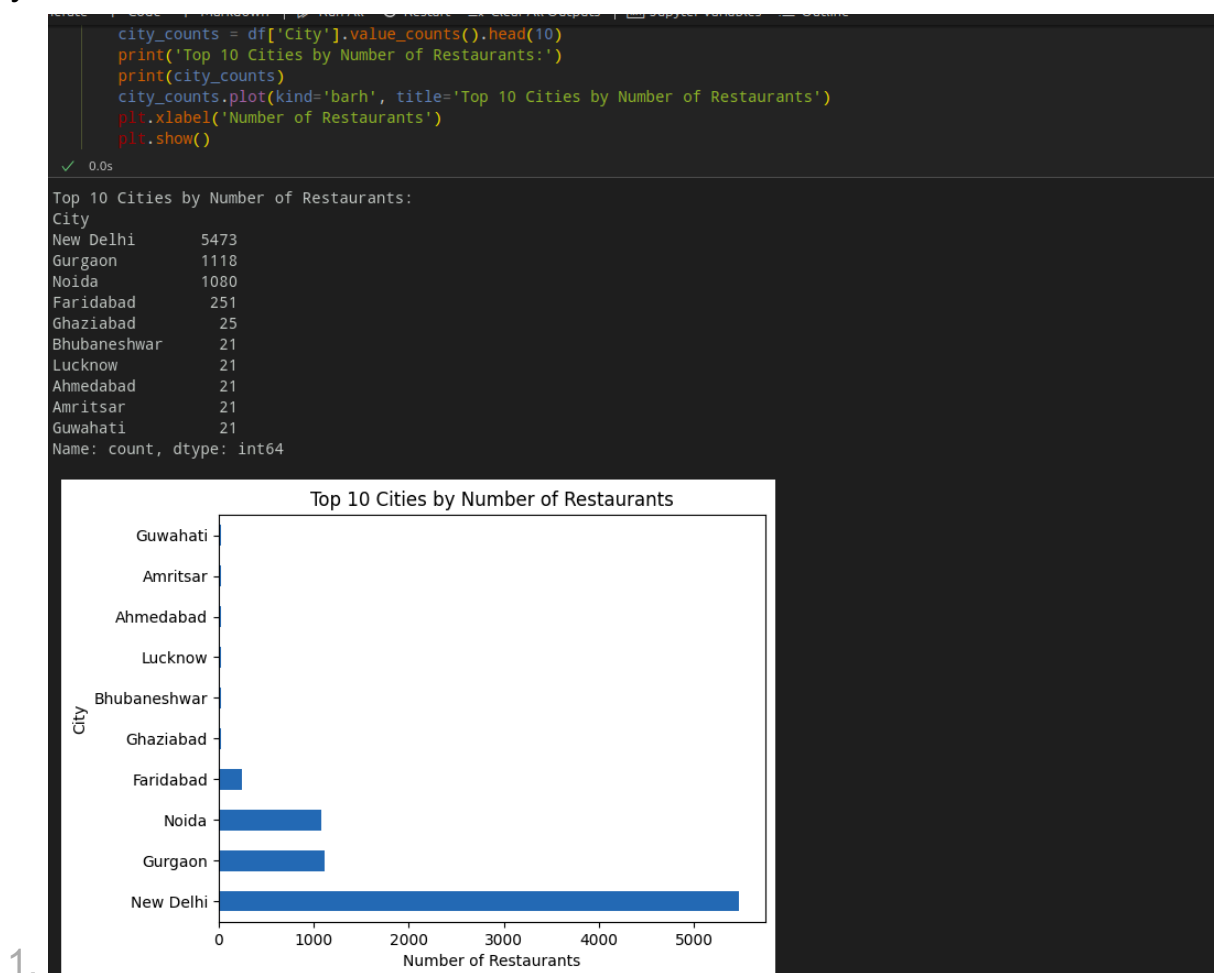 city_counts = df['City'].value_counts().head(10)
print('Top 10 Cities by Number of Restaurants:')
print(city_counts)
city_counts.plot(kind='barh', title='Top 10 Cities by Number of Restaurants')
plt.xlabel('Number of Restaurants')
plt.show()
0.0s
Top 10 Cities by Number of Restaurants:
City
New Delhi 5473
Gurgaon 1118
Noida 1080
Faridabad 251
Ghaziabad 25
Bhubaneshwar 21
Lucknow 21
Ahmedabad 21
Amritsar 21
Guwahati 21
Name: count, dtype: int64
Top 10 Cities by Number of Restaurants
Guwahati
Amritsar
Ahmedabad
Lucknow
Bhubaneshwar
City
Ghaziabad
Faridabad
Noida
Gurgaon
New Delhi
0 1000 2000 3000 4000 5000
Number of Restaurants
1.